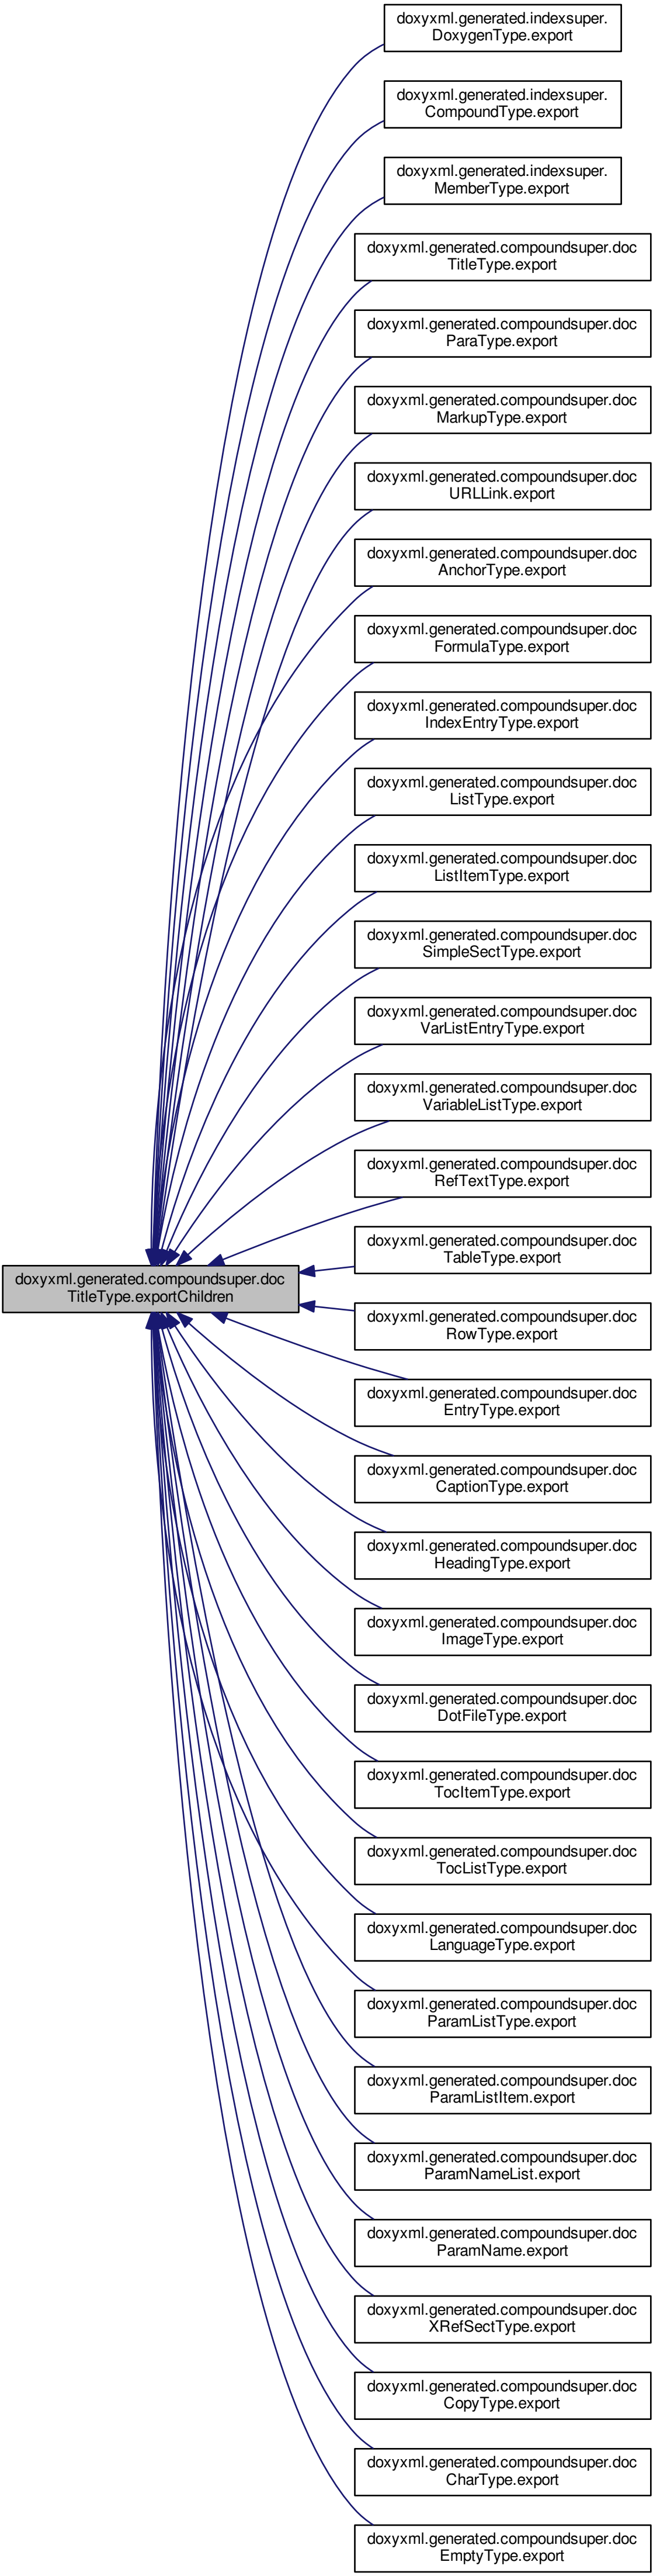 doxyxml.generated.indexsuper.
DoxygenType.export
doxyxml.generated.indexsuper.
CompoundType.export
doxyxml.generated.indexsuper.
MemberType.export
doxyxml.generated.compoundsuper.doc
TitleType.export
doxyxml.generated.compoundsuper.doc
ParaType.export
doxyxml.generated.compoundsuper.doc
MarkupType.export
doxyxml.generated.compoundsuper.doc
URLLink.export
doxyxml.generated.compoundsuper.doc
AnchorType.export
doxyxml.generated.compoundsuper.doc
FormulaType.export
doxyxml.generated.compoundsuper.doc
IndexEntryType.export
doxyxml.generated.compoundsuper.doc
ListType.export
doxyxml.generated.compoundsuper.doc
ListItemType.export
doxyxml.generated.compoundsuper.doc
SimpleSectType.export
doxyxml.generated.compoundsuper.doc
VarListEntryType.export
doxyxml.generated.compoundsuper.doc
VariableListType.export
doxyxml.generated.compoundsuper.doc
RefTextType.export
doxyxml.generated.compoundsuper.doc
TableType.export
doxyxml.generated.compoundsuper.doc
TitleType.exportChildren
doxyxml.generated.compoundsuper.doc
RowType.export
doxyxml.generated.compoundsuper.doc
EntryType.export
doxyxml.generated.compoundsuper.doc
CaptionType.export
doxyxml.generated.compoundsuper.doc
HeadingType.export
doxyxml.generated.compoundsuper.doc
ImageType.export
doxyxml.generated.compoundsuper.doc
DotFileType.export
doxyxml.generated.compoundsuper.doc
TocItemType.export
doxyxml.generated.compoundsuper.doc
TocListType.export
doxyxml.generated.compoundsuper.doc
LanguageType.export
doxyxml.generated.compoundsuper.doc
ParamListType.export
doxyxml.generated.compoundsuper.doc
ParamListItem.export
doxyxml.generated.compoundsuper.doc
ParamNameList.export
doxyxml.generated.compoundsuper.doc
ParamName.export
doxyxml.generated.compoundsuper.doc
XRefSectType.export
doxyxml.generated.compoundsuper.doc
CopyType.export
doxyxml.generated.compoundsuper.doc
CharType.export
doxyxml.generated.compoundsuper.doc
EmptyType.export